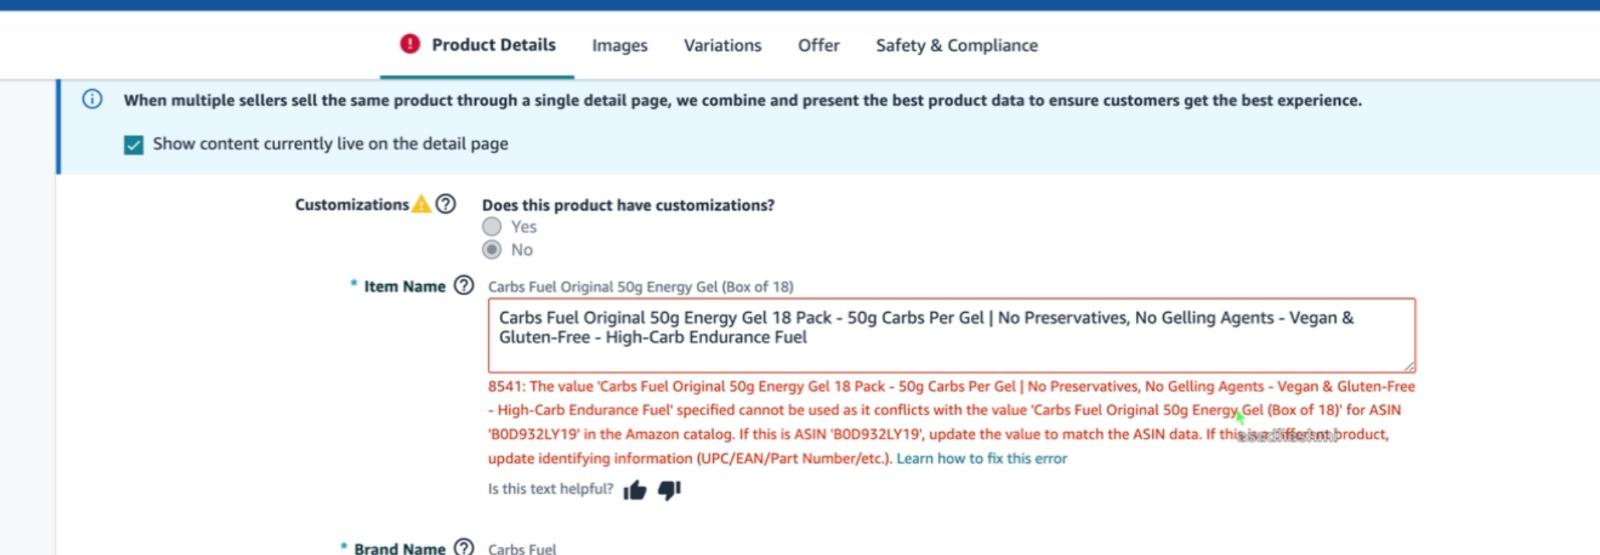 Product Details Images Variations Offer Safety & Compliance
When multiple sellers sell the same product through a single detail page, we combine and present the best product data to ensure customers get the best experience.
Show content currently live on the detail page
Customizations Does this product have customizations?
Yes
No
* Item Name Carbs Fuel Original 50g Energy Gel (Box of 18)
Carbs Fuel Original 50g Energy Gel 18 Pack - 50g Carbs Per Gel | No Preservatives, No Gelling Agents - Vegan &
Gluten-Free - High-Carb Endurance Fuel
8541: The value 'Carbs Fuel Original 50g Energy Gel 18 Pack - 50g Carbs Per Gel | No Preservatives, No Gelling Agents - Vegan & Gluten-Free
- High-Carb Endurance Fuel' specified cannot be used as it conflicts with the value 'Carbs Fuel Original 50g Energy Gel (Box of 18)' for ASIN
'B0D932LY19' in the Amazon catalog. If this is ASIN 'B0D932LY19', update the value to match the ASIN data. If this is a different product,
update identifying information (UPC/EAN/Part Number/etc.). Learn how to fix this error
Is this text helpful?
* Brand Name Carbs Fuel